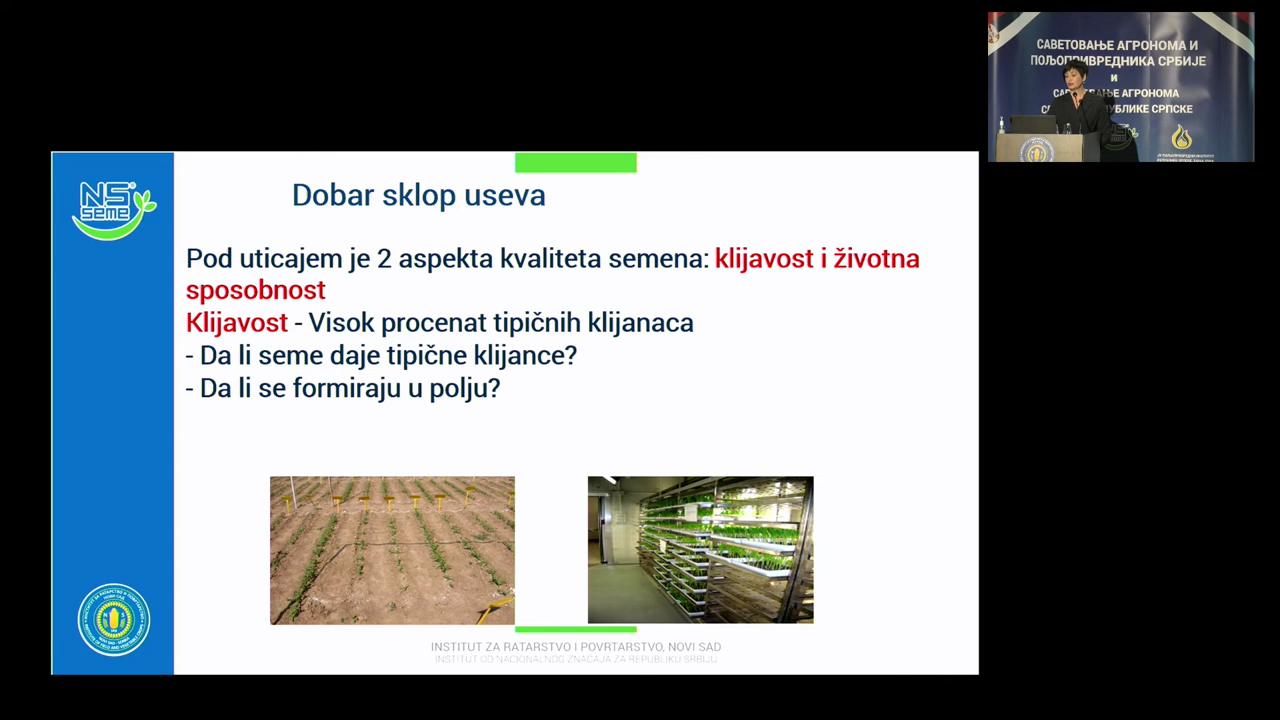 САВЕТОВАЊЕ АГРОНОМА И
ПОЉОПРИВРЕДНИКА СРБИЈЕ
И
АГРОНОМА
РЕПУБЛИКЕ СРПСКЕ
NS
seme
Dobar sklop useva
Pod uticajem je 2 aspekta kvaliteta semena: klijavost i životna
sposobnost
Klijavost - Visok procenat tipičnih klijanaca
- Da li seme daje tipične klijance?
- Da li se formiraju u polju?
INSTITUT ZA RATARSTVO I POVRTARSTVO, NOVI SAD
INSTITUT OD NACIONALNOG ZNAČAJA ZA REPUBLIKU SRBIJU